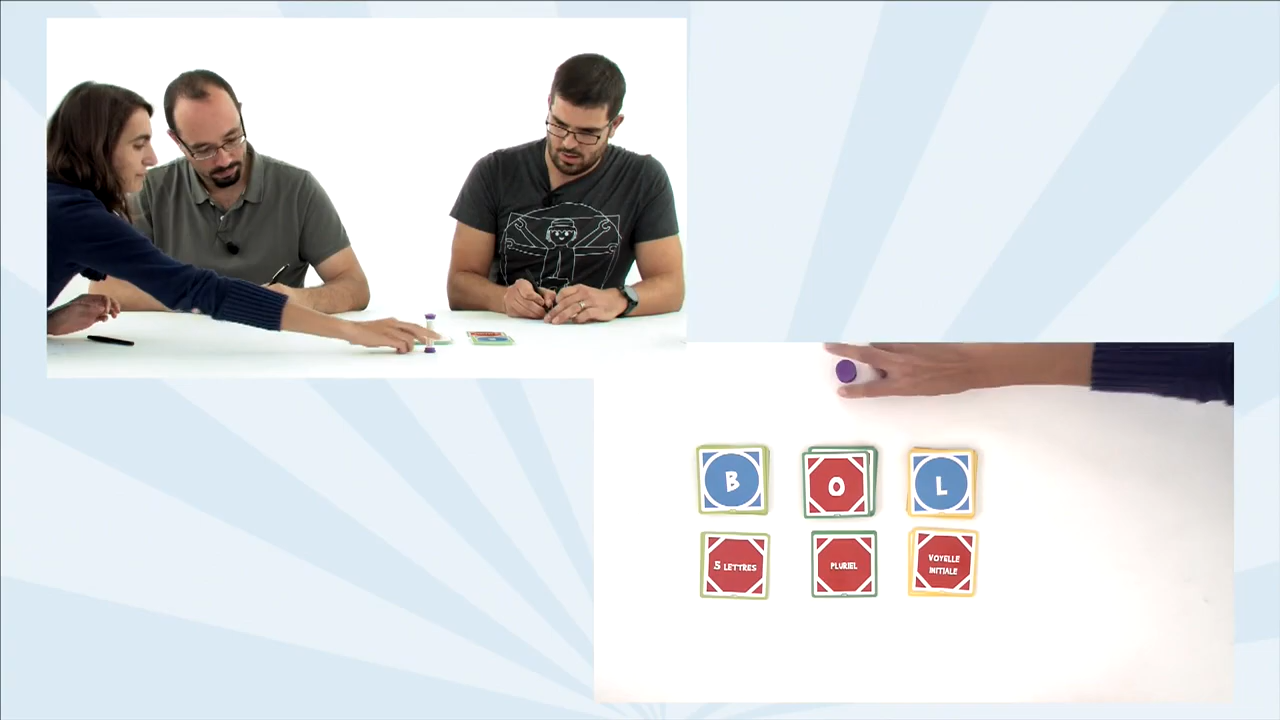 B
O
L
5 LETTRES
PLURIEL
VOYELLE
INITIALE